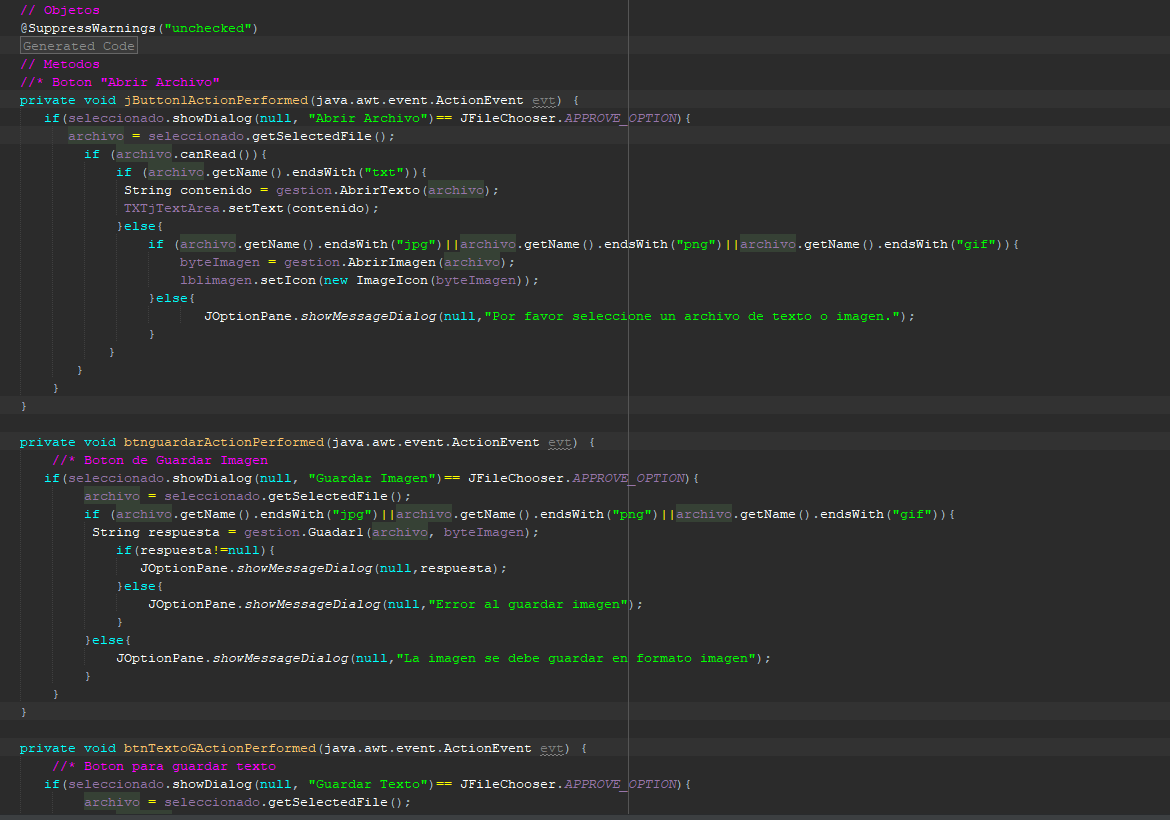 // Objetos
@SuppressWarnings("unchecked")
Generated Code
// Metodos
//* Boton "Abrir Archivo"
private void jButton1ActionPerformed(java.awt.event.ActionEvent evt) {
if(seleccionado.showDialog(null, "Abrir Archivo")== JFileChooser.APPROVE_OPTION){
archivo = seleccionado.getSelectedFile();
if (archivo.canRead()){
if (archivo.getName().endsWith("txt")){
String contenido = gestion.AbrirTexto(archivo);
TXTjTextArea.setText(contenido);
}else{
if (archivo.getName().endsWith("jpg")||archivo.getName().endsWith("png")||archivo.getName().endsWith("gif")){
byteImagen = gestion.AbrirImagen(archivo);
lblimagen.setIcon(new ImageIcon(byteImagen));
}else{
JOptionPane.showMessageDialog(null,"Por favor seleccione un archivo de texto o imagen.");
}
}
}
}
}
private void btnguardarActionPerformed(java.awt.event.ActionEvent evt) {
//* Boton de Guardar Imagen
if(seleccionado.showDialog(null, "Guardar Imagen")== JFileChooser.APPROVE_OPTION){
archivo = seleccionado.getSelectedFile();
if (archivo.getName().endsWith("jpg")||archivo.getName().endsWith("png")||archivo.getName().endsWith("gif")){
String respuesta = gestion.Guadarl(archivo, byteImagen);
if(respuesta!=null){
JOptionPane.showMessageDialog(null,respuesta);
}else{
JOptionPane.showMessageDialog(null,"Error al guardar imagen");
}
}else{
JOptionPane.showMessageDialog(null,"La imagen se debe guardar en formato imagen");
}
}
}
private void btnTextoGActionPerformed(java.awt.event.ActionEvent evt) {
//* Boton para guardar texto
if(seleccionado.showDialog(null, "Guardar Texto")== JFileChooser.APPROVE_OPTION){
archivo = seleccionado.getSelectedFile();